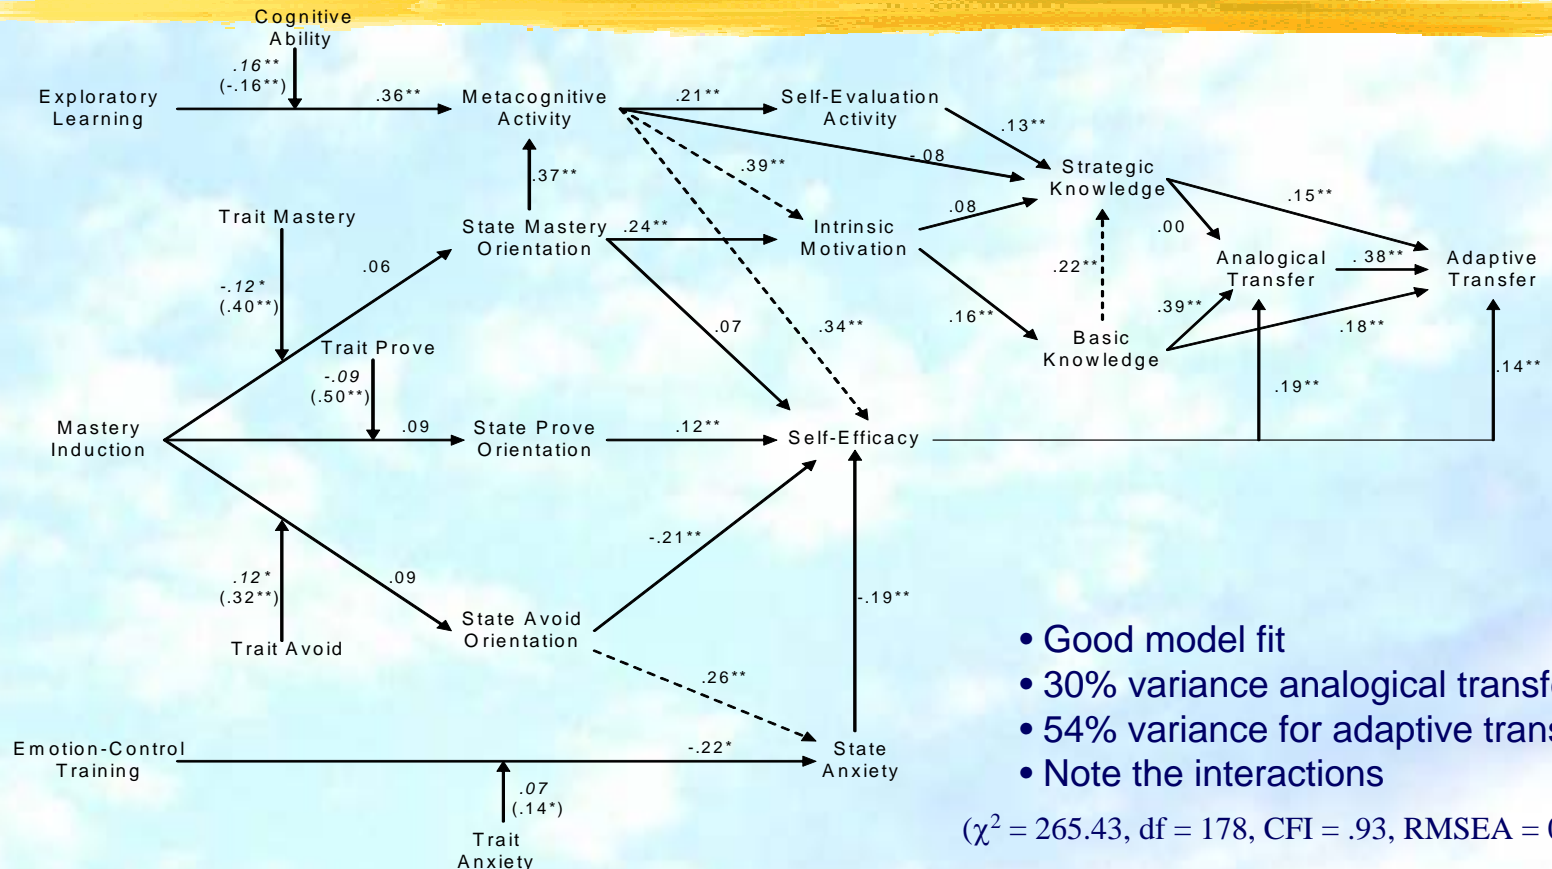 Cognitive
Ability
.16**
(-.16**)
Exploratory
Learning
.36**
Metacognitive
Activity
.21**
Self-Evaluation
Activity
.13**
-.08
.39**
Strategic
Knowledge
.15**
.37**
Trait Mastery
State Mastery
Orientation
.24**
Intrinsic
Motivation
.08
.00
.22**
Analogical
Transfer
.38**
Adaptive
Transfer
.06
-.12*
(.40**)
.39**
.16**
.07
.34**
.18**
Basic
Knowledge
Trait Prove
-.09
(.50**)
.19**
.14**
Mastery
Induction
.09
State Prove
Orientation
.12**
Self-Efficacy
-.21**
.12*
(.32**)
.09
-.19**
Trait Avoid
State Avoid
Orientation
.26**
Emotion-Control
Training
-.22*
State
Anxiety
.07
(.14*)
Trait
Anxiety
• Good model fit
• 30% variance analogical transf
• 54% variance for adaptive trans
• Note the interactions
(χ² = 265.43, df = 178, CFI = .93, RMSEA =